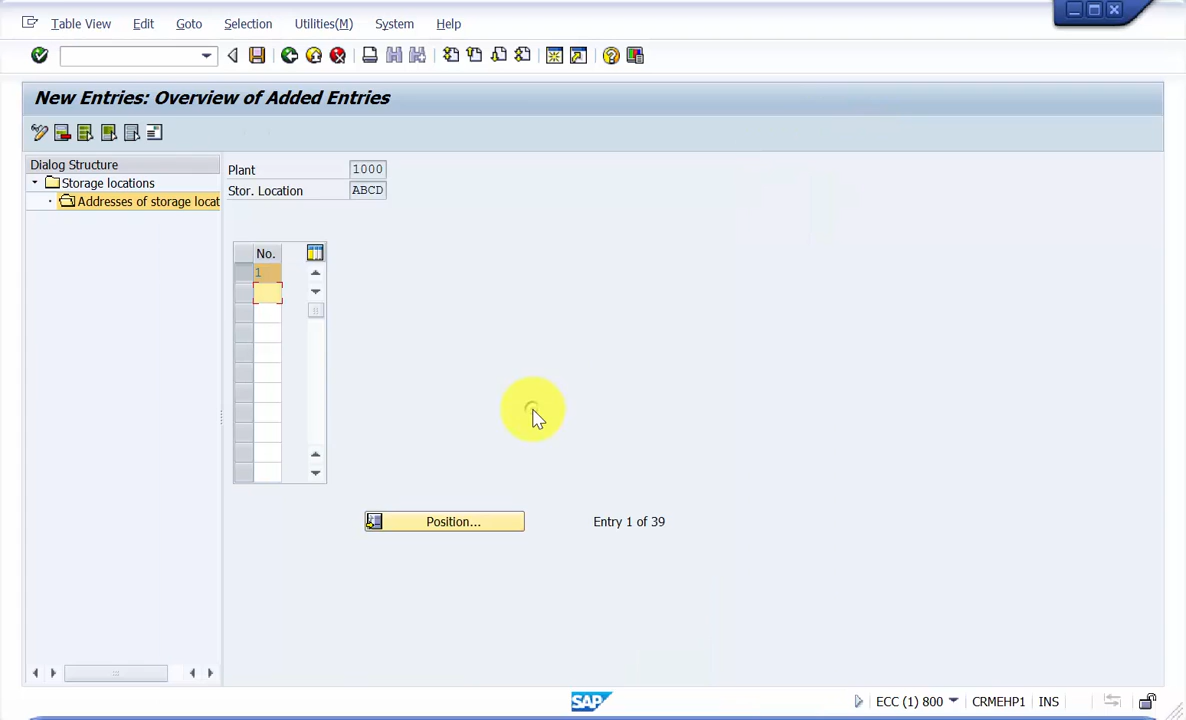 Table View Edit Goto Selection Utilities(M) System Help
New Entries: Overview of Added Entries
Dialog Structure
Storage locations
Addresses of storage locat
Plant 1000
Stor. Location ABCD
No.
1
Position... Entry 1 of 39
SAP ECC (1) 800 CRMEHP1 INS